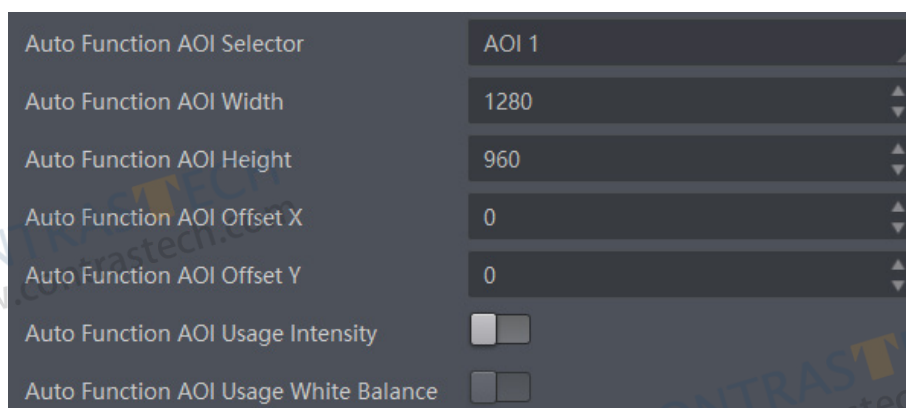 Auto Function AOI Selector AOI 1
Auto Function AOI Width 1280
Auto Function AOI Height 960
Auto Function AOI Offset X 0
Auto Function AOI Offset Y 0
Auto Function AOI Usage Intensity
Auto Function AOI Usage White Balance